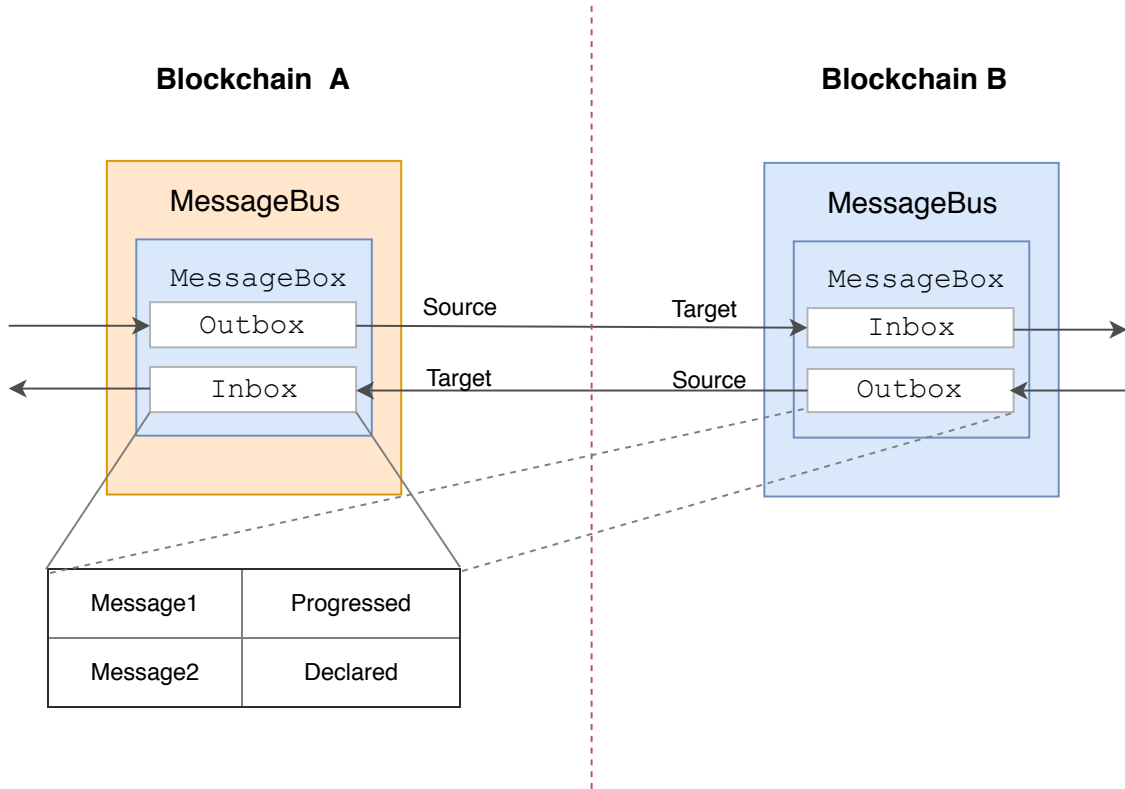 Blockchain A
Blockchain B
MessageBus
MessageBus
MessageBox
MessageBox
Outbox
Source
Target
Inbox
Inbox
Target
Source
Outbox
Message1
Progressed
Message2
Declared